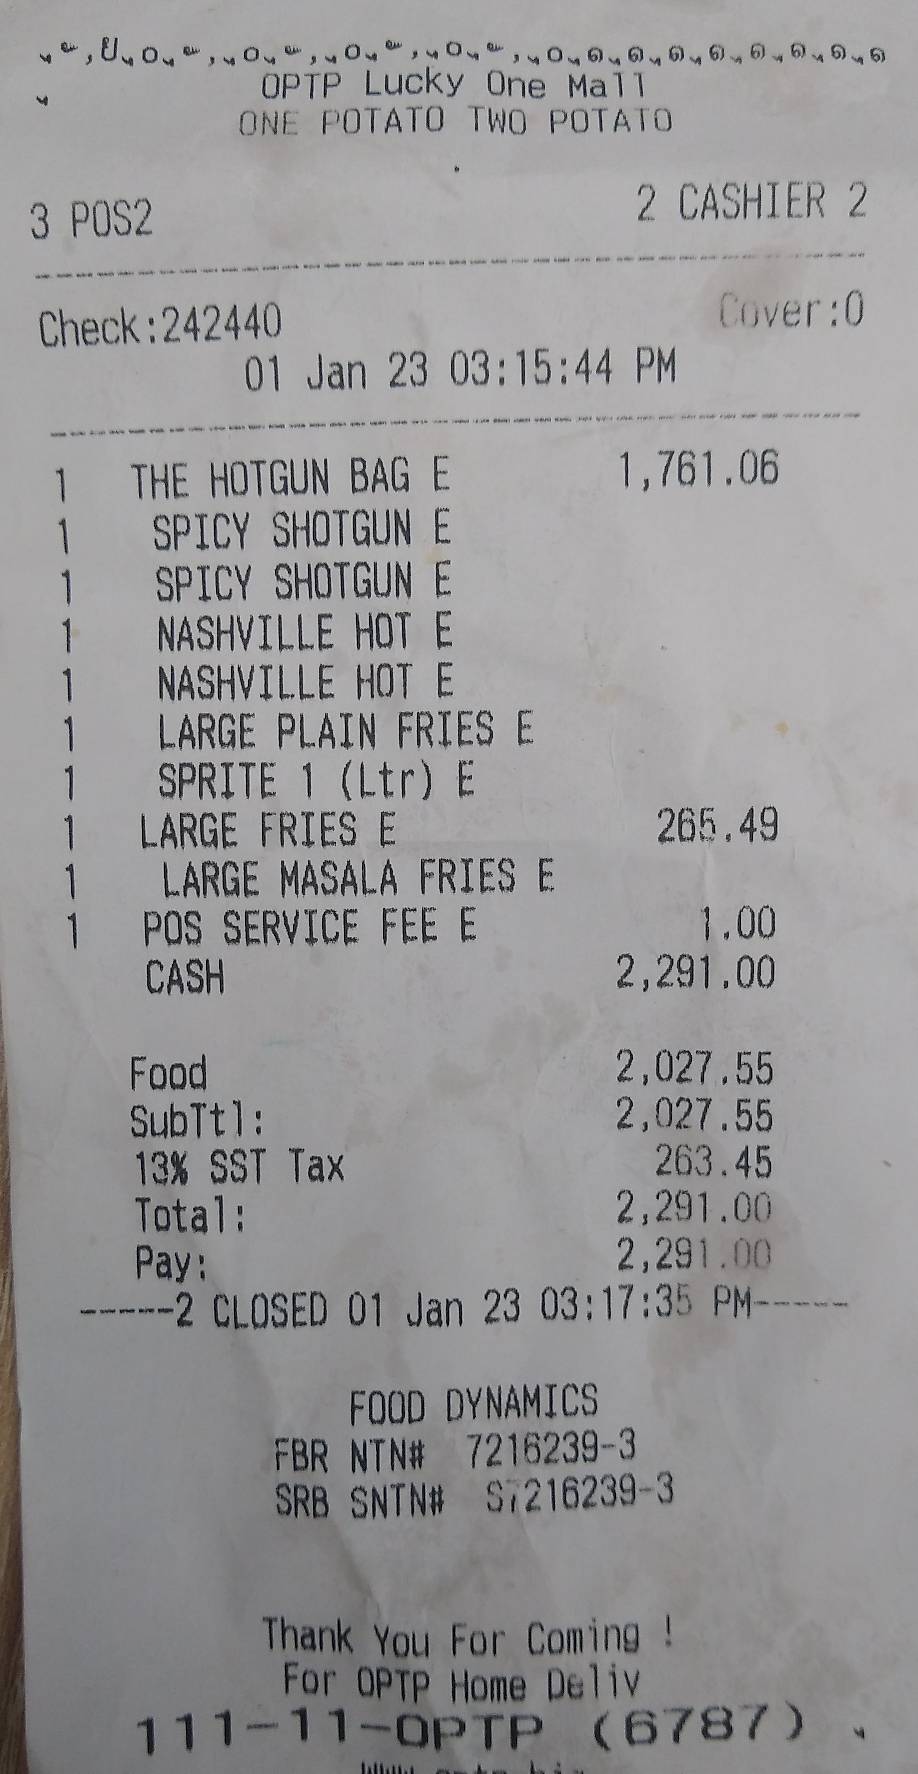 OPTP Lucky One Mall
ONE POTATO TWO POTATO
3 POS2 2 CASHIER 2
Check:242440 Cover:0
01 Jan 23 03:15:44 PM
1 THE HOTGUN BAG E 1,761.06
1 SPICY SHOTGUN E
1 SPICY SHOTGUN E
1 NASHVILLE HOT E
1 NASHVILLE HOT E
1 LARGE PLAIN FRIES E
1 SPRITE 1 (Ltr) E
1 LARGE FRIES E 265.49
1 LARGE MASALA FRIES E
1 POS SERVICE FEE E 1.00
CASH 2,291.00
Food 2,027.55
SubTtl: 2,027.55
13% SST Tax 263.45
Total: 2,291.00
Pay: 2,291.00
-----2 CLOSED 01 Jan 23 03:17:35 PM-----
FOOD DYNAMICS
FBR NTN# 7216239-3
SRB SNTN# S7216239-3
Thank You For Coming !
For OPTP Home Deliv
111-11-OPTP (6787) .